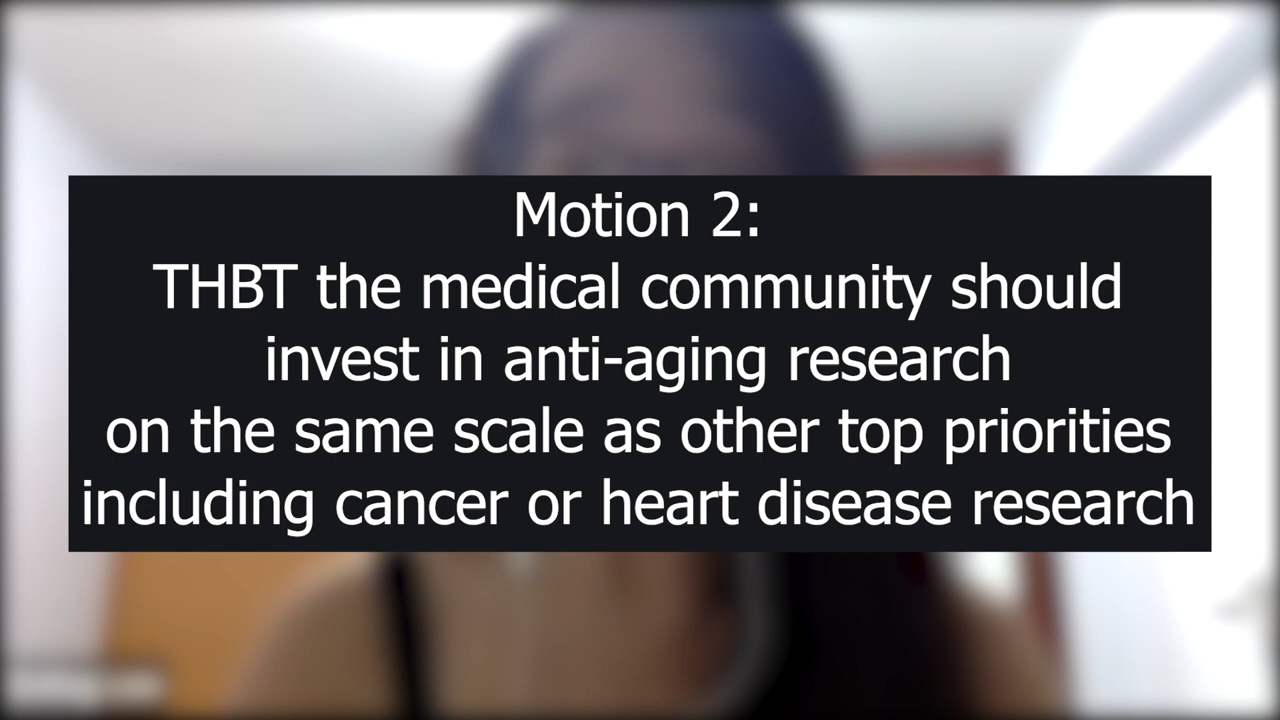 Motion 2:
THBT the medical community should
invest in anti-aging research
on the same scale as other top priorities
including cancer or heart disease research